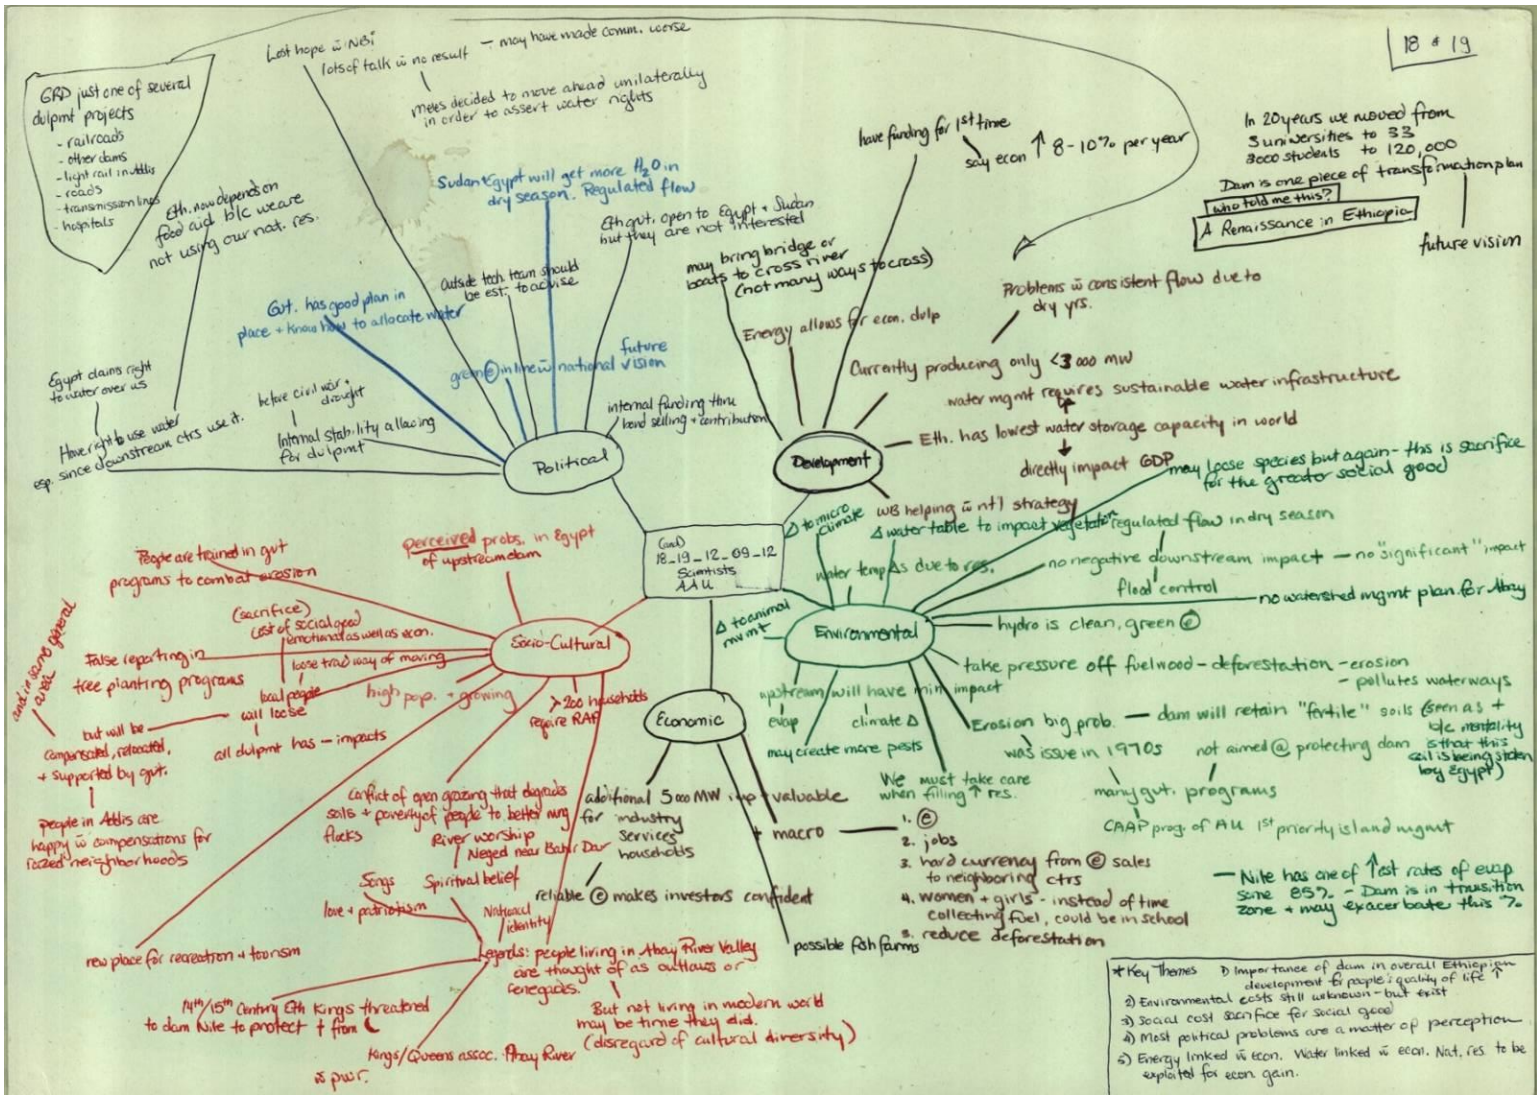 18 & 19
Lost hope w̄ NBI
lots of talk w̄ no result — may have made comm. worse
Meles decided to move ahead unilaterally
in order to assert water rights
GRD just one of several
dvlpmt projects
- railroads
- other dams
- light rail in Addis
- roads
- transmission lines
- hospitals
Eth. now depends on
food aid b/c we are
not using our nat. res.
Sudan + Egypt will get more H₂O in
dry season. Regulated flow
Eth gvt. open to Egypt + Sudan
but they are not interested
outside tech team should
be est. to advise
Gvt. has good plan in
place + know how to allocate water
green ⓔ in line w̄ national future
vision
Egypt claims right
to water over us
Have right to use water
esp. since downstream ctrs use it.
before civil war +
drought
Internal stability allowing
for dvlpmt
internal funding thru
bond selling + contribution
Political
have funding for 1st time
say econ ↑ 8-10% per year
may bring bridge or
boats to cross river
(not many ways to cross)
Energy allows for econ. dvlp
Problems w̄ consistent flow due to
dry yrs.
Currently producing only <3000 MW
water mgmt requires sustainable water infrastructure
Eth. has lowest water storage capacity in world
directly impact GDP
WB helping w̄ nt'l strategy
Development
In 20 years we moved from
3 universities to 33
3000 students to 120,000
Dam is one piece of transformation plan
who told me this?
A Renaissance in Ethiopia
future vision
18_19_12_09_12
Scientists
AAU
Environmental
Δ to micro
climate
Δ water table to impact vegetation
water temp Δs due to res.
Δ to animal
mvmt
may loose species but again - this is sacrifice
for the greater social good
regulated flow in dry season
no negative downstream impact — no "significant" impact
flood control
no watershed mgmt plan for Abay
hydro is clean, green ⓔ
take pressure off fuelwood - deforestation - erosion
- pollutes waterways
upstream will have min impact
evap
climate Δ
may create more pests
Erosion big prob. — dam will retain "fertile" soils (seen as +
b/c mentality
is that this
soil is being stolen
by Egypt)
was issue in 1970s
not aimed @ protecting dam
many gvt. programs
CAAP prog. of AU 1st priority is land mgmt
We must take care
when filling ↑ res.
— Nile has one of ↑est rates of evap
some 85% - Dam is in transition
zone + may exacerbate this %
Socio-Cultural
People are trained in gvt
programs to combat erosion
perceived probs. in Egypt
of upstream dam
(sacrifice)
cost of social good
emotional as well as econ.
False reporting in
tree planting programs
loose trad way of moving
local people
will loose
all dvlpmt has — impacts
but will be
compensated, relocated,
+ supported by gvt.
and in same general
area
people in Addis are
happy w̄ compensations for
razed neighborhoods
high pop. + growing
>200 households
require RAP
conflict of open grazing that degrades
soils + poverty of people to better mng
flocks
River worship
Neged near Bahir Dar
Songs
love + patriotism
Spiritual belief
National
identity
Legends: people living in Abay River Valley
are thought of as outlaws or
renegades.
But not living in modern world
may be time they did.
(disregard of cultural diversity)
new place for recreation + tourism
14th/15th Century Eth Kings threatened
to dam Nile to protect ✝ from ☾
Kings/Queens assoc. Abay River
w̄ pwr.
Economic
additional 5000 MW imp + valuable
for industry
services
households
reliable ⓔ makes investors confident
+ macro
1. ⓔ
2. jobs
3. hard currency from ⓔ sales
to neighboring ctrs
4. women + girls - instead of time
collecting fuel, could be in school
5. reduce deforestation
possible fish farms
* Key Themes 1) Importance of dam in overall Ethiopian
development for people's quality of life ↑
2) Environmental costs still unknown - but exist
3) Social cost sacrifice for social good
4) Most political problems are a matter of perception
5) Energy linked w̄ econ. Water linked w̄ econ. Nat. res. to be
exploited for econ gain.